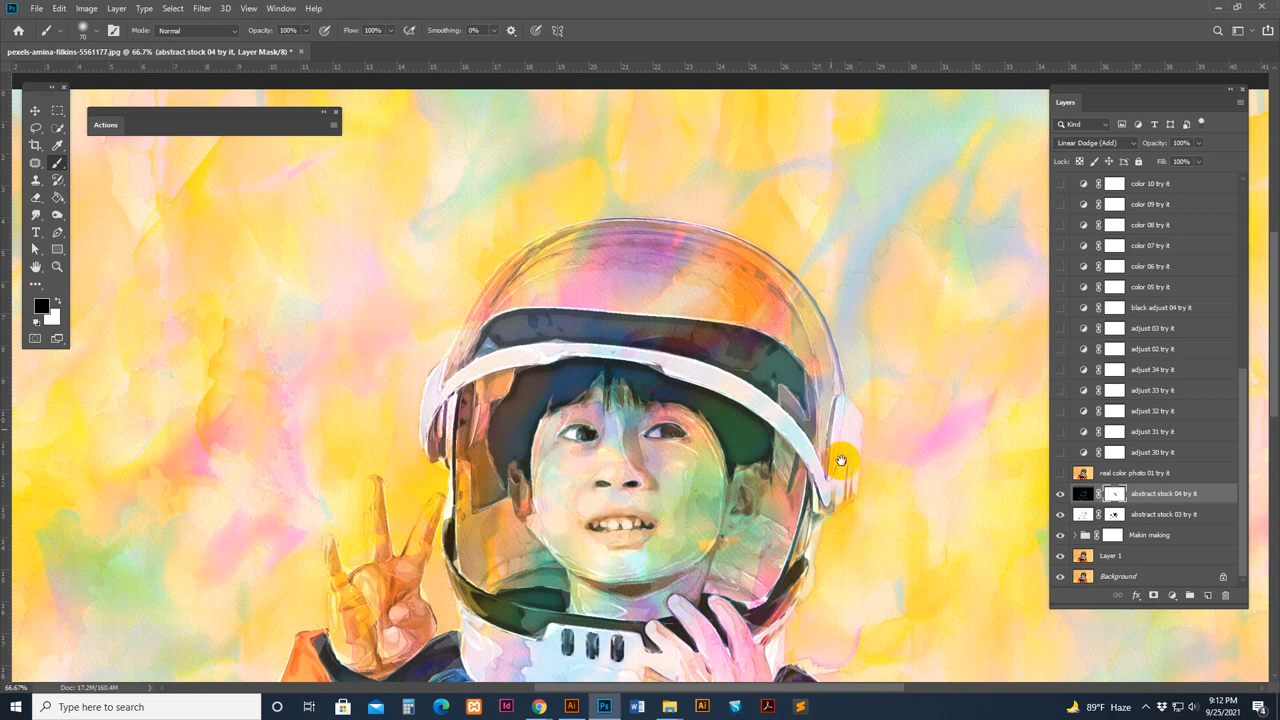 File Edit Image Layer Type Select Filter 3D View Window Help
70 Mode: Normal Opacity: 100% Flow: 100% Smoothing: 0%
pexels-amina-filkins-5561177.jpg @ 66.7% (abstract stock 04 try it, Layer Mask/8) *
Actions
Layers
Kind
Linear Dodge (Add) Opacity: 100%
Lock: Fill: 100%
color 10 try it
color 09 try it
color 08 try it
color 07 try it
color 06 try it
color 05 try it
black adjust 04 try it
adjust 03 try it
adjust 02 try it
adjust 34 try it
adjust 33 try it
adjust 32 try it
adjust 31 try it
adjust 30 try it
real color photo 01 try it
abstract stock 04 try it
abstract stock 03 try it
Makin making
Layer 1
Background
66.67% Doc: 17.2M/160.4M
Type here to search
89°F Haze
9:12 PM
9/25/2021